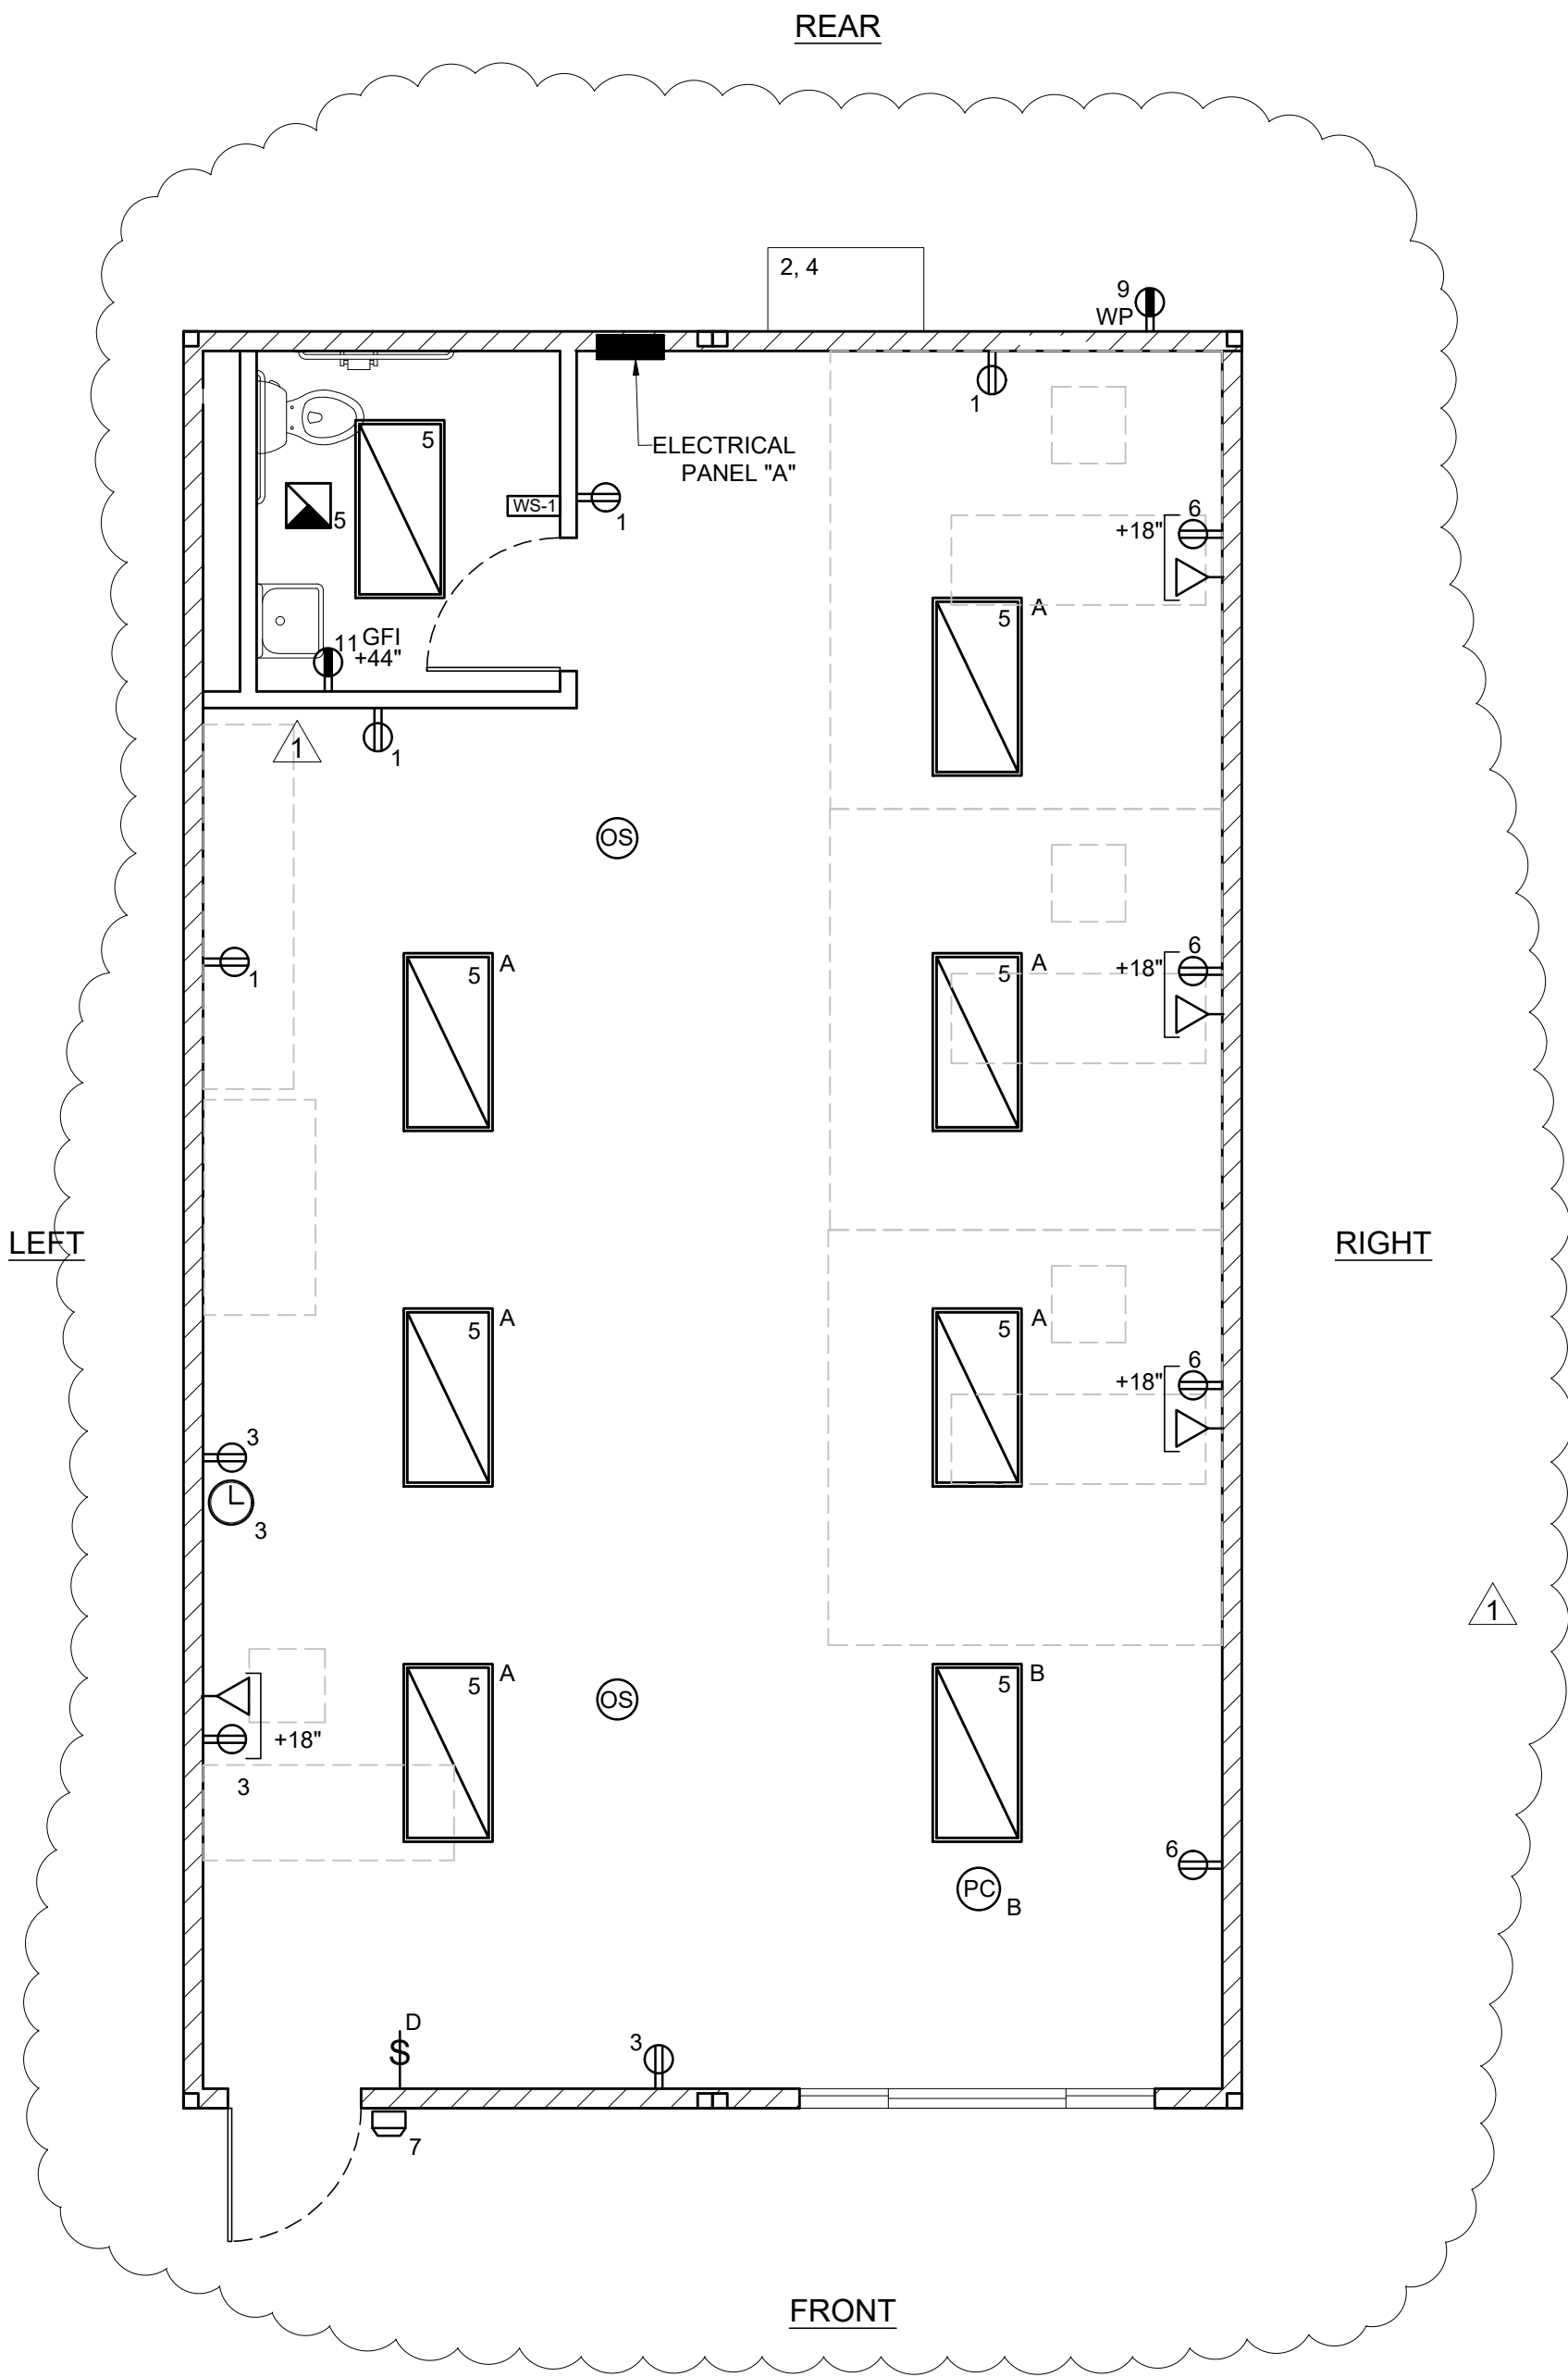 REAR
2, 4
9
WP
1
5
ELECTRICAL
PANEL "A"
WS-1
1
5
6
+18"
5
A
11 GFI
+44"
1
1
OS
1
5
A
5
A
6
+18"
LEFT
RIGHT
5
A
5
A
6
+18"
3
3
1
5
A
OS
5
B
+18"
3
6
PC
B
D
S
3
7
FRONT